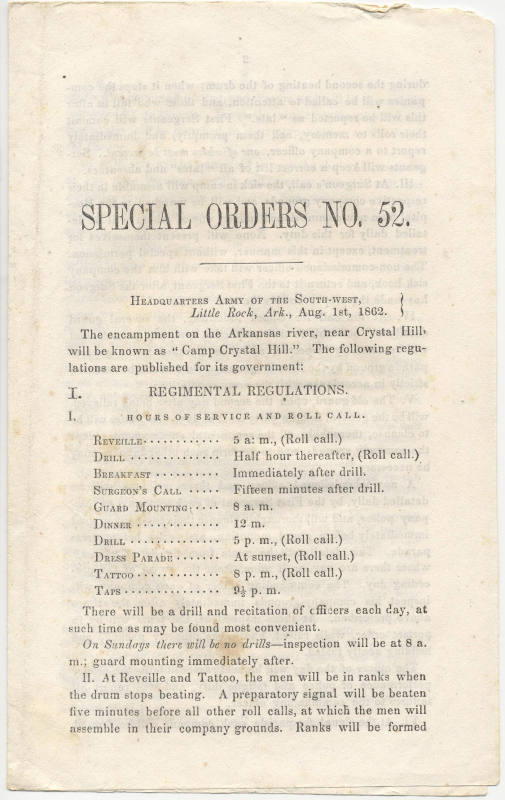 SPECIAL ORDERS NO. 52.
HEADQUARTERS ARMY OF THE SOUTH-WEST,
Little Rock, Ark., Aug. 1st, 1862. }
The encampment on the Arkansas river, near Crystal Hill,
will be known as "Camp Crystal Hill." The following regu-
lations are published for its government:
I. REGIMENTAL REGULATIONS.
I. HOURS OF SERVICE AND ROLL CALL.
REVEILLE············ 5 a. m., (Roll call.)
DRILL ·············· Half hour thereafter, (Roll call.)
BREAKFAST ·········· Immediately after drill.
SURGEON'S CALL ····· Fifteen minutes after drill.
GUARD MOUNTING ···· 8 a. m.
DINNER ············· 12 m.
DRILL ·············· 5 p. m., (Roll call.)
DRESS PARADE ······· At sunset, (Roll call.)
TATTOO ············· 8 p. m., (Roll call.)
TAPS ··············· 9½ p. m.
There will be a drill and recitation of officers each day, at
such time as may be found most convenient.
On Sundays there will be no drills—inspection will be at 8 a.
m.; guard mounting immediately after.
II. At Reveille and Tattoo, the men will be in ranks when
the drum stops beating. A preparatory signal will be beaten
five minutes before all other roll calls, at which the men will
assemble in their company grounds. Ranks will be formed